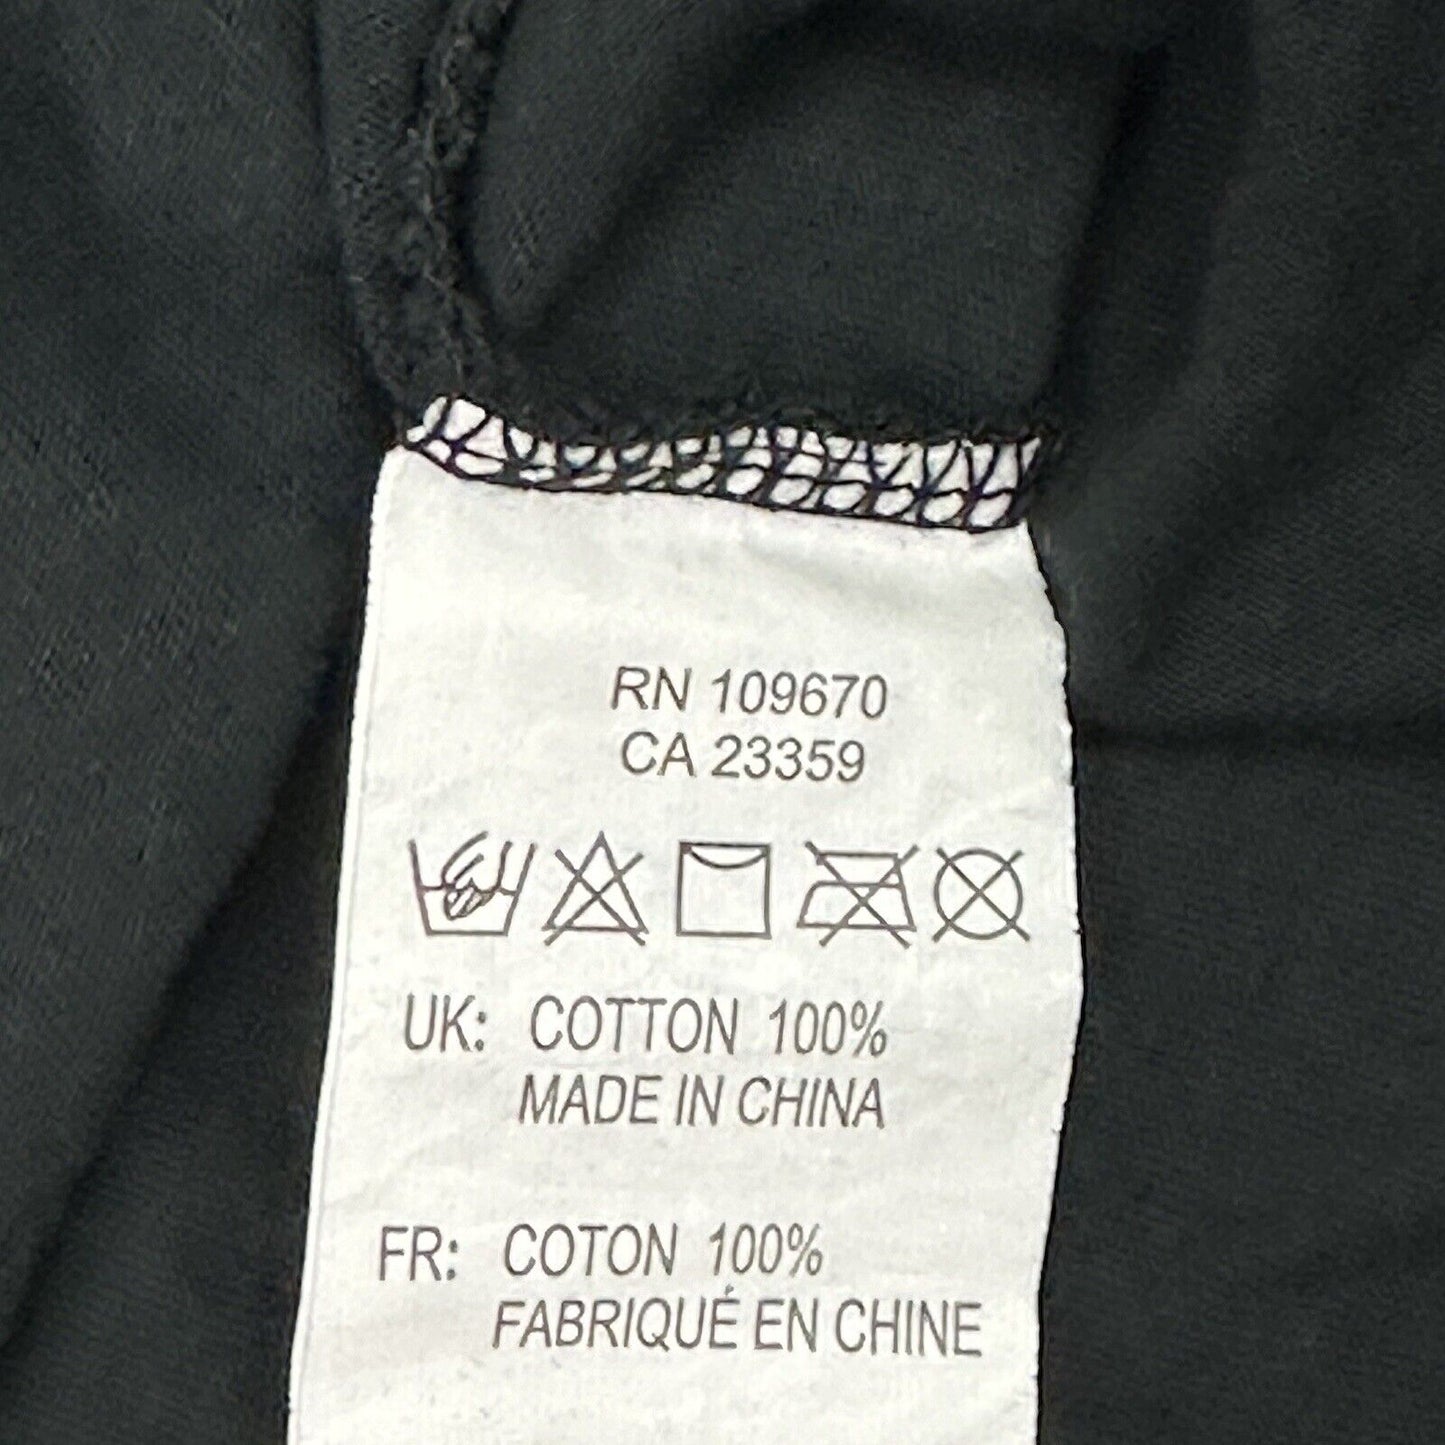 RN 109670
CA 23359
UK: COTTON 100%
MADE IN CHINA
FR: COTON 100%
FABRIQUÉ EN CHINE